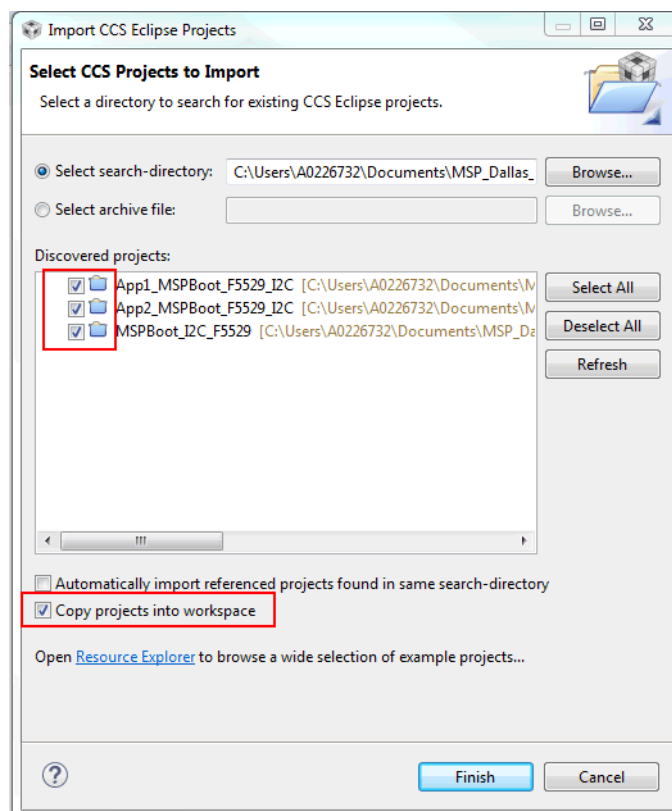 Import CCS Eclipse Projects
Select CCS Projects to Import
Select a directory to search for existing CCS Eclipse projects.
Select search-directory: C:\Users\A0226732\Documents\MSP_Dallas_ Browse...
Select archive file: Browse...
Discovered projects:
App1_MSPBoot_F5529_I2C [C:\Users\A0226732\Documents\M Select All
App2_MSPBoot_F5529_I2C [C:\Users\A0226732\Documents\M
MSPBoot_I2C_F5529 [C:\Users\A0226732\Documents\MSP_Da Deselect All
Refresh
Automatically import referenced projects found in same search-directory
Copy projects into workspace
Open Resource Explorer to browse a wide selection of example projects...
? Finish Cancel